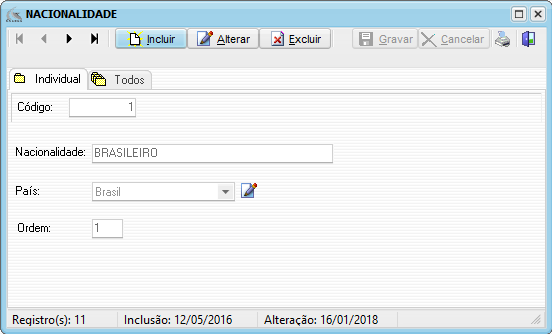 NACIONALIDADE
Incluir Alterar Excluir Gravar Cancelar
Individual Todos
Código: 1
Nacionalidade: BRASILEIRO
País: Brasil
Ordem: 1
Registro(s): 11 Inclusão: 12/05/2016 Alteração: 16/01/2018